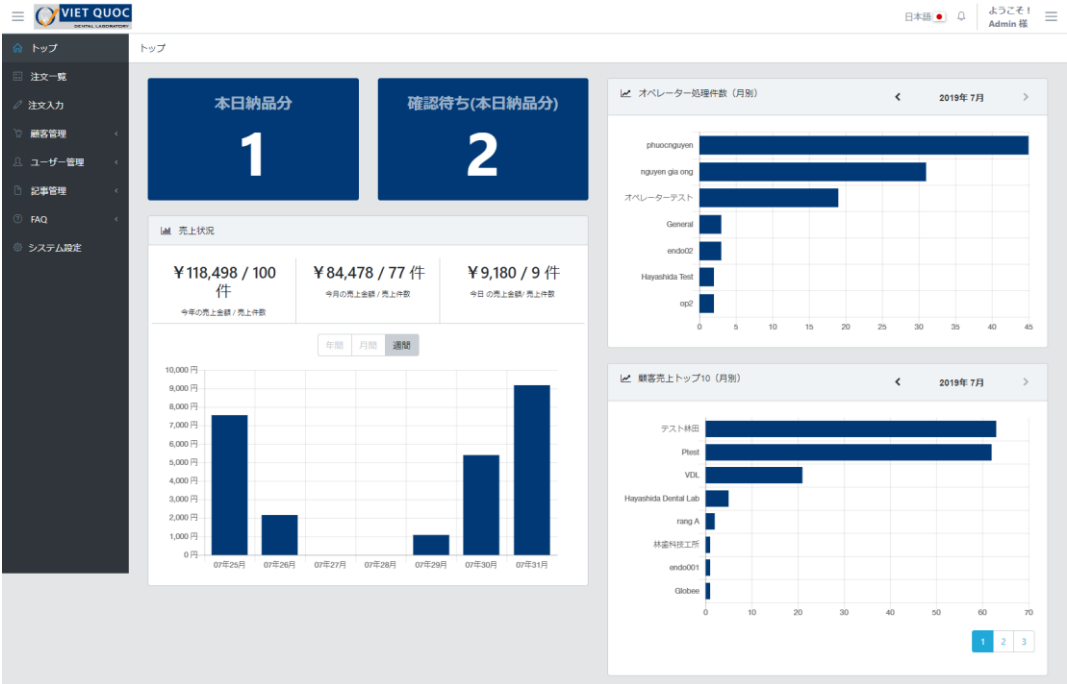 VIET QUOC
DENTAL LABORATORY
日本語
ようこそ！
Admin 様
トップ
注文一覧
注文入力
顧客管理
ユーザー管理
記事管理
FAQ
システム設定
トップ
本日納品分
1
確認待ち(本日納品分)
2
売上状況
¥118,498 / 100
件
今年の売上金額 / 売上件数
¥84,478 / 77 件
今月の売上金額 / 売上件数
¥9,180 / 9 件
今日 の売上金額/ 売上件数
年間 月間 週間
10,000 円
9,000 円
8,000 円
7,000 円
6,000 円
5,000 円
4,000 円
3,000 円
2,000 円
1,000 円
0 円
07年25月 07年26月 07年27月 07年28月 07年29月 07年30月 07年31月
オペレーター処理件数（月別）
2019年 7月
phuocnguyen
nguyen gia ong
オペレーターテスト
General
endo02
Hayashida Test
op2
0 5 10 15 20 25 30 35 40 45
顧客売上トップ10（月別）
2019年 7月
テスト林田
Ptest
VDL
Hayashida Dental Lab
rang A
林歯科技工所
endo001
Globee
0 10 20 30 40 50 60 70
1 2 3